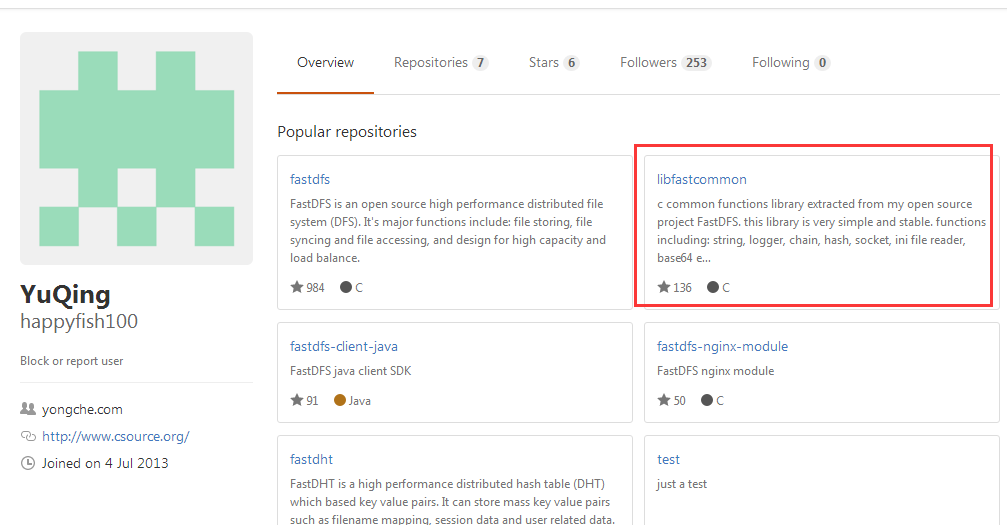 Overview
Repositories 7
Stars 6
Followers 253
Following 0
Popular repositories
fastdfs
FastDFS is an open source high performance distributed file
system (DFS). It's major functions include: file storing, file
syncing and file accessing, and design for high capacity and
load balance.
984 C
libfastcommon
c common functions library extracted from my open source
project FastDFS. this library is very simple and stable. functions
including: string, logger, chain, hash, socket, ini file reader,
base64 e...
136 C
fastdfs-client-java
FastDFS java client SDK
91 Java
fastdfs-nginx-module
FastDFS nginx module
50 C
fastdht
FastDHT is a high performance distributed hash table (DHT)
which based key value pairs. It can store mass key value pairs
such as filename mapping, session data and user related data.
test
just a test
YuQing
happyfish100
Block or report user
yongche.com
http://www.csource.org/
Joined on 4 Jul 2013